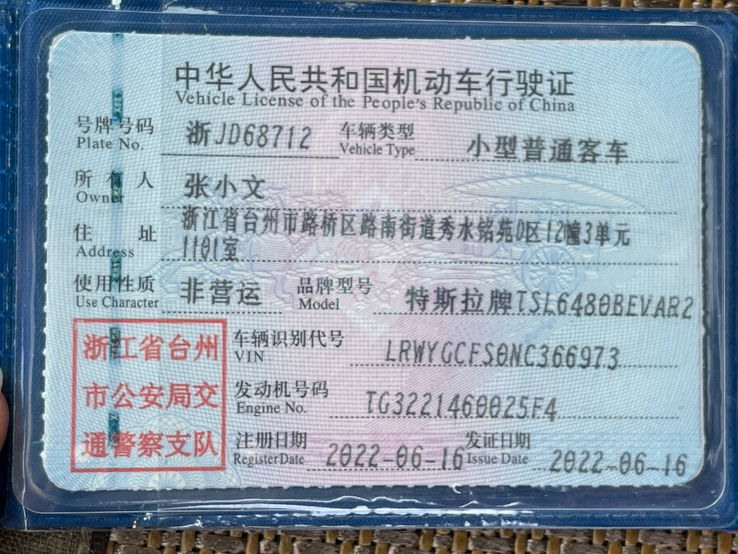 中华人民共和国机动车行驶证
Vehicle License of the People's Republic of China
号牌号码 浙JD68712 车辆类型 小型普通客车
Plate No. Vehicle Type
所有人 张小文
Owner
住址 浙江省台州市路桥区路南街道秀水铭苑D区12幢3单元
Address 1101室
使用性质 非营运 品牌型号 特斯拉牌TSL6480BEVAR2
Use Character Model
浙江省台州
市公安局交
通警察支队
车辆识别代号 LRWYGCFS0NC366973
VIN
发动机号码 TG3221460025F4
Engine No.
注册日期 2022-06-16 发证日期 2022-06-16
Register Date Issue Date